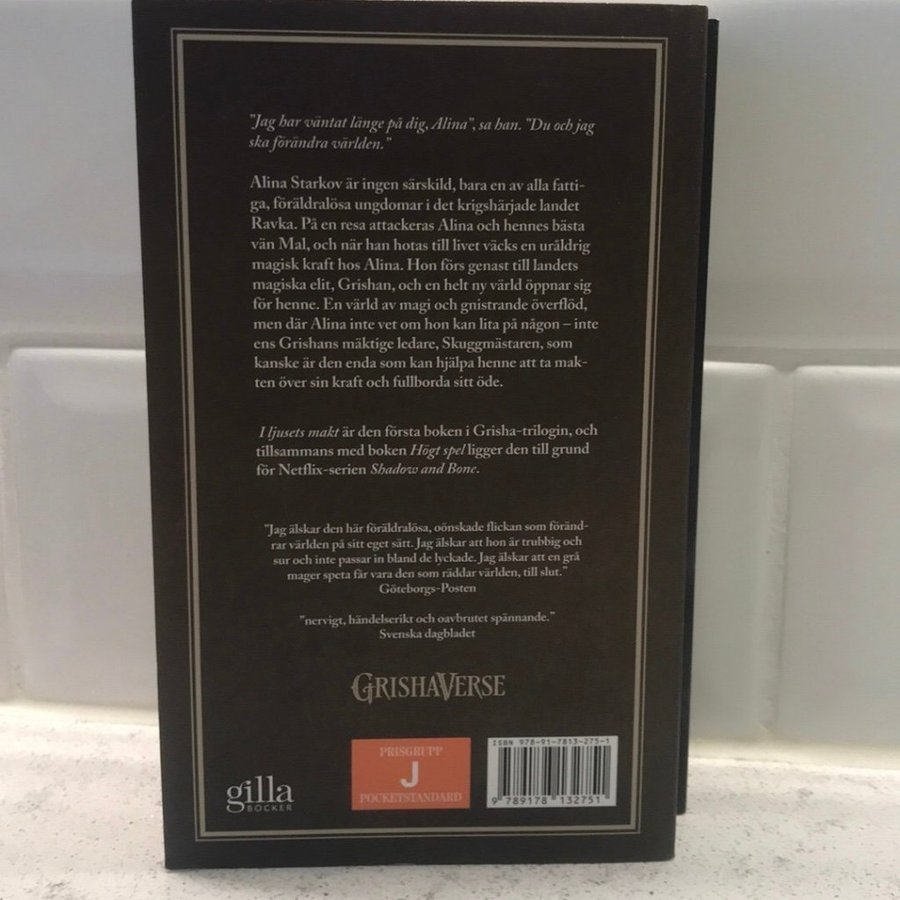 "Jag har väntat länge på dig, Alina", sa han. "Du och jag
ska förändra världen."
Alina Starkov är ingen särskild, bara en av alla fatti-
ga, föräldralösa ungdomar i det krigshärjade landet
Ravka. På en resa attackeras Alina och hennes bästa
vän Mal, och när han hotas till livet väcks en uråldrig
magisk kraft hos Alina. Hon förs genast till landets
magiska elit, Grishan, och en helt ny värld öppnar sig
för henne. En värld av magi och gnistrande överflöd,
men där Alina inte vet om hon kan lita på någon – inte
ens Grishans mäktige ledare, Skuggmästaren, som
kanske är den enda som kan hjälpa henne att ta mak-
ten över sin kraft och fullborda sitt öde.
I ljusets makt är den första boken i Grisha-trilogin, och
tillsammans med boken Högt spel ligger den till grund
för Netflix-serien Shadow and Bone.
"Jag älskar den här föräldralösa, oönskade flickan som föränd-
rar världen på sitt eget sätt. Jag älskar att hon är trubbig och
sur och inte passar in bland de lyckade. Jag älskar att en grå
mager speta får vara den som räddar världen, till slut."
Göteborgs-Posten
"nervigt, händelserikt och oavbrutet spännande."
Svenska dagbladet
GRISHAVERSE
gilla
BÖCKER
PRISGRUPP
J
POCKETSTANDARD
ISBN 978-91-7813-275-1
9 789178 132751